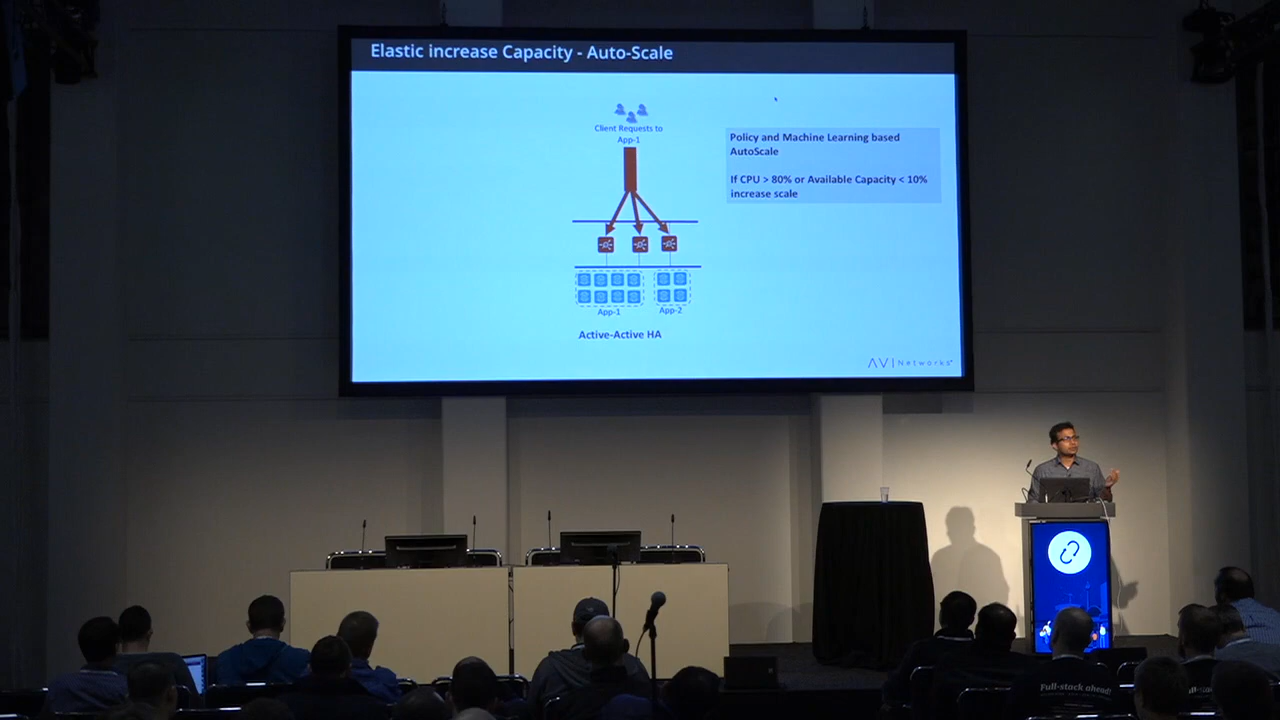 Elastic increase Capacity - Auto-Scale
Client Requests to
App-1
Policy and Machine Learning based
AutoScale
If CPU > 80% or Available Capacity < 10%
increase scale
App-1
App-2
Active-Active HA
AVI Networks
Full-stack ahead!